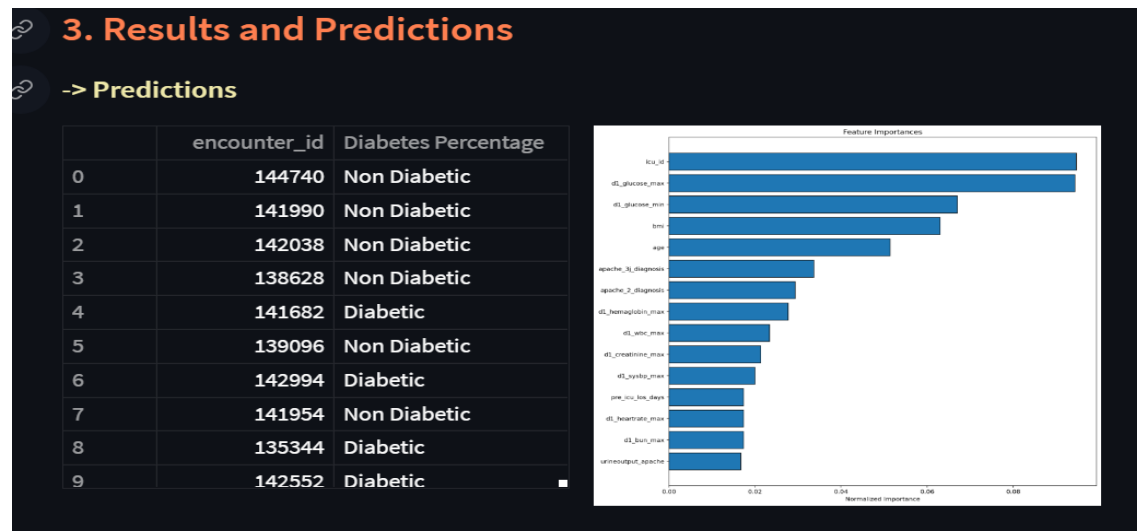 3. Results and Predictions
-> Predictions
encounter_id Diabetes Percentage
0 144740 Non Diabetic
1 141990 Non Diabetic
2 142038 Non Diabetic
3 138628 Non Diabetic
4 141682 Diabetic
5 139096 Non Diabetic
6 142994 Diabetic
7 141954 Non Diabetic
8 135344 Diabetic
9 142552 Diabetic
Feature Importances
icu_id
d1_glucose_max
d1_glucose_min
bmi
age
apache_3j_diagnosis
apache_2_diagnosis
d1_hemaglobin_max
d1_wbc_max
d1_creatinine_max
d1_sysbp_max
pre_icu_los_days
d1_heartrate_max
d1_bun_max
urineoutput_apache
0.00 0.02 0.04 0.06 0.08
Normalized Importance